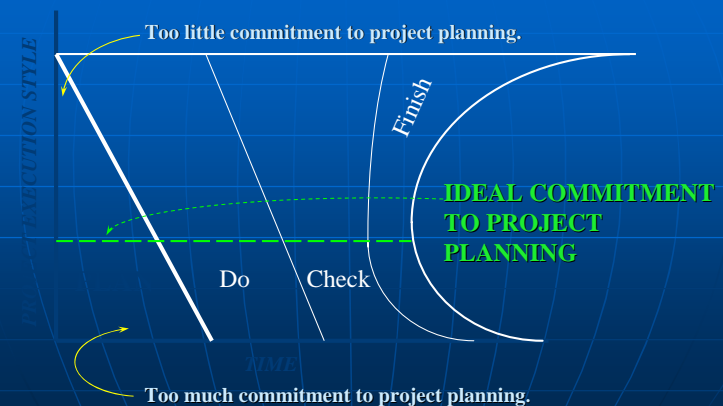 Too little commitment to project planning.
PROJECT EXECUTION STYLE
Finish
IDEAL COMMITMENT
TO PROJECT
PLANNING
Do
Check
TIME
Too much commitment to project planning.